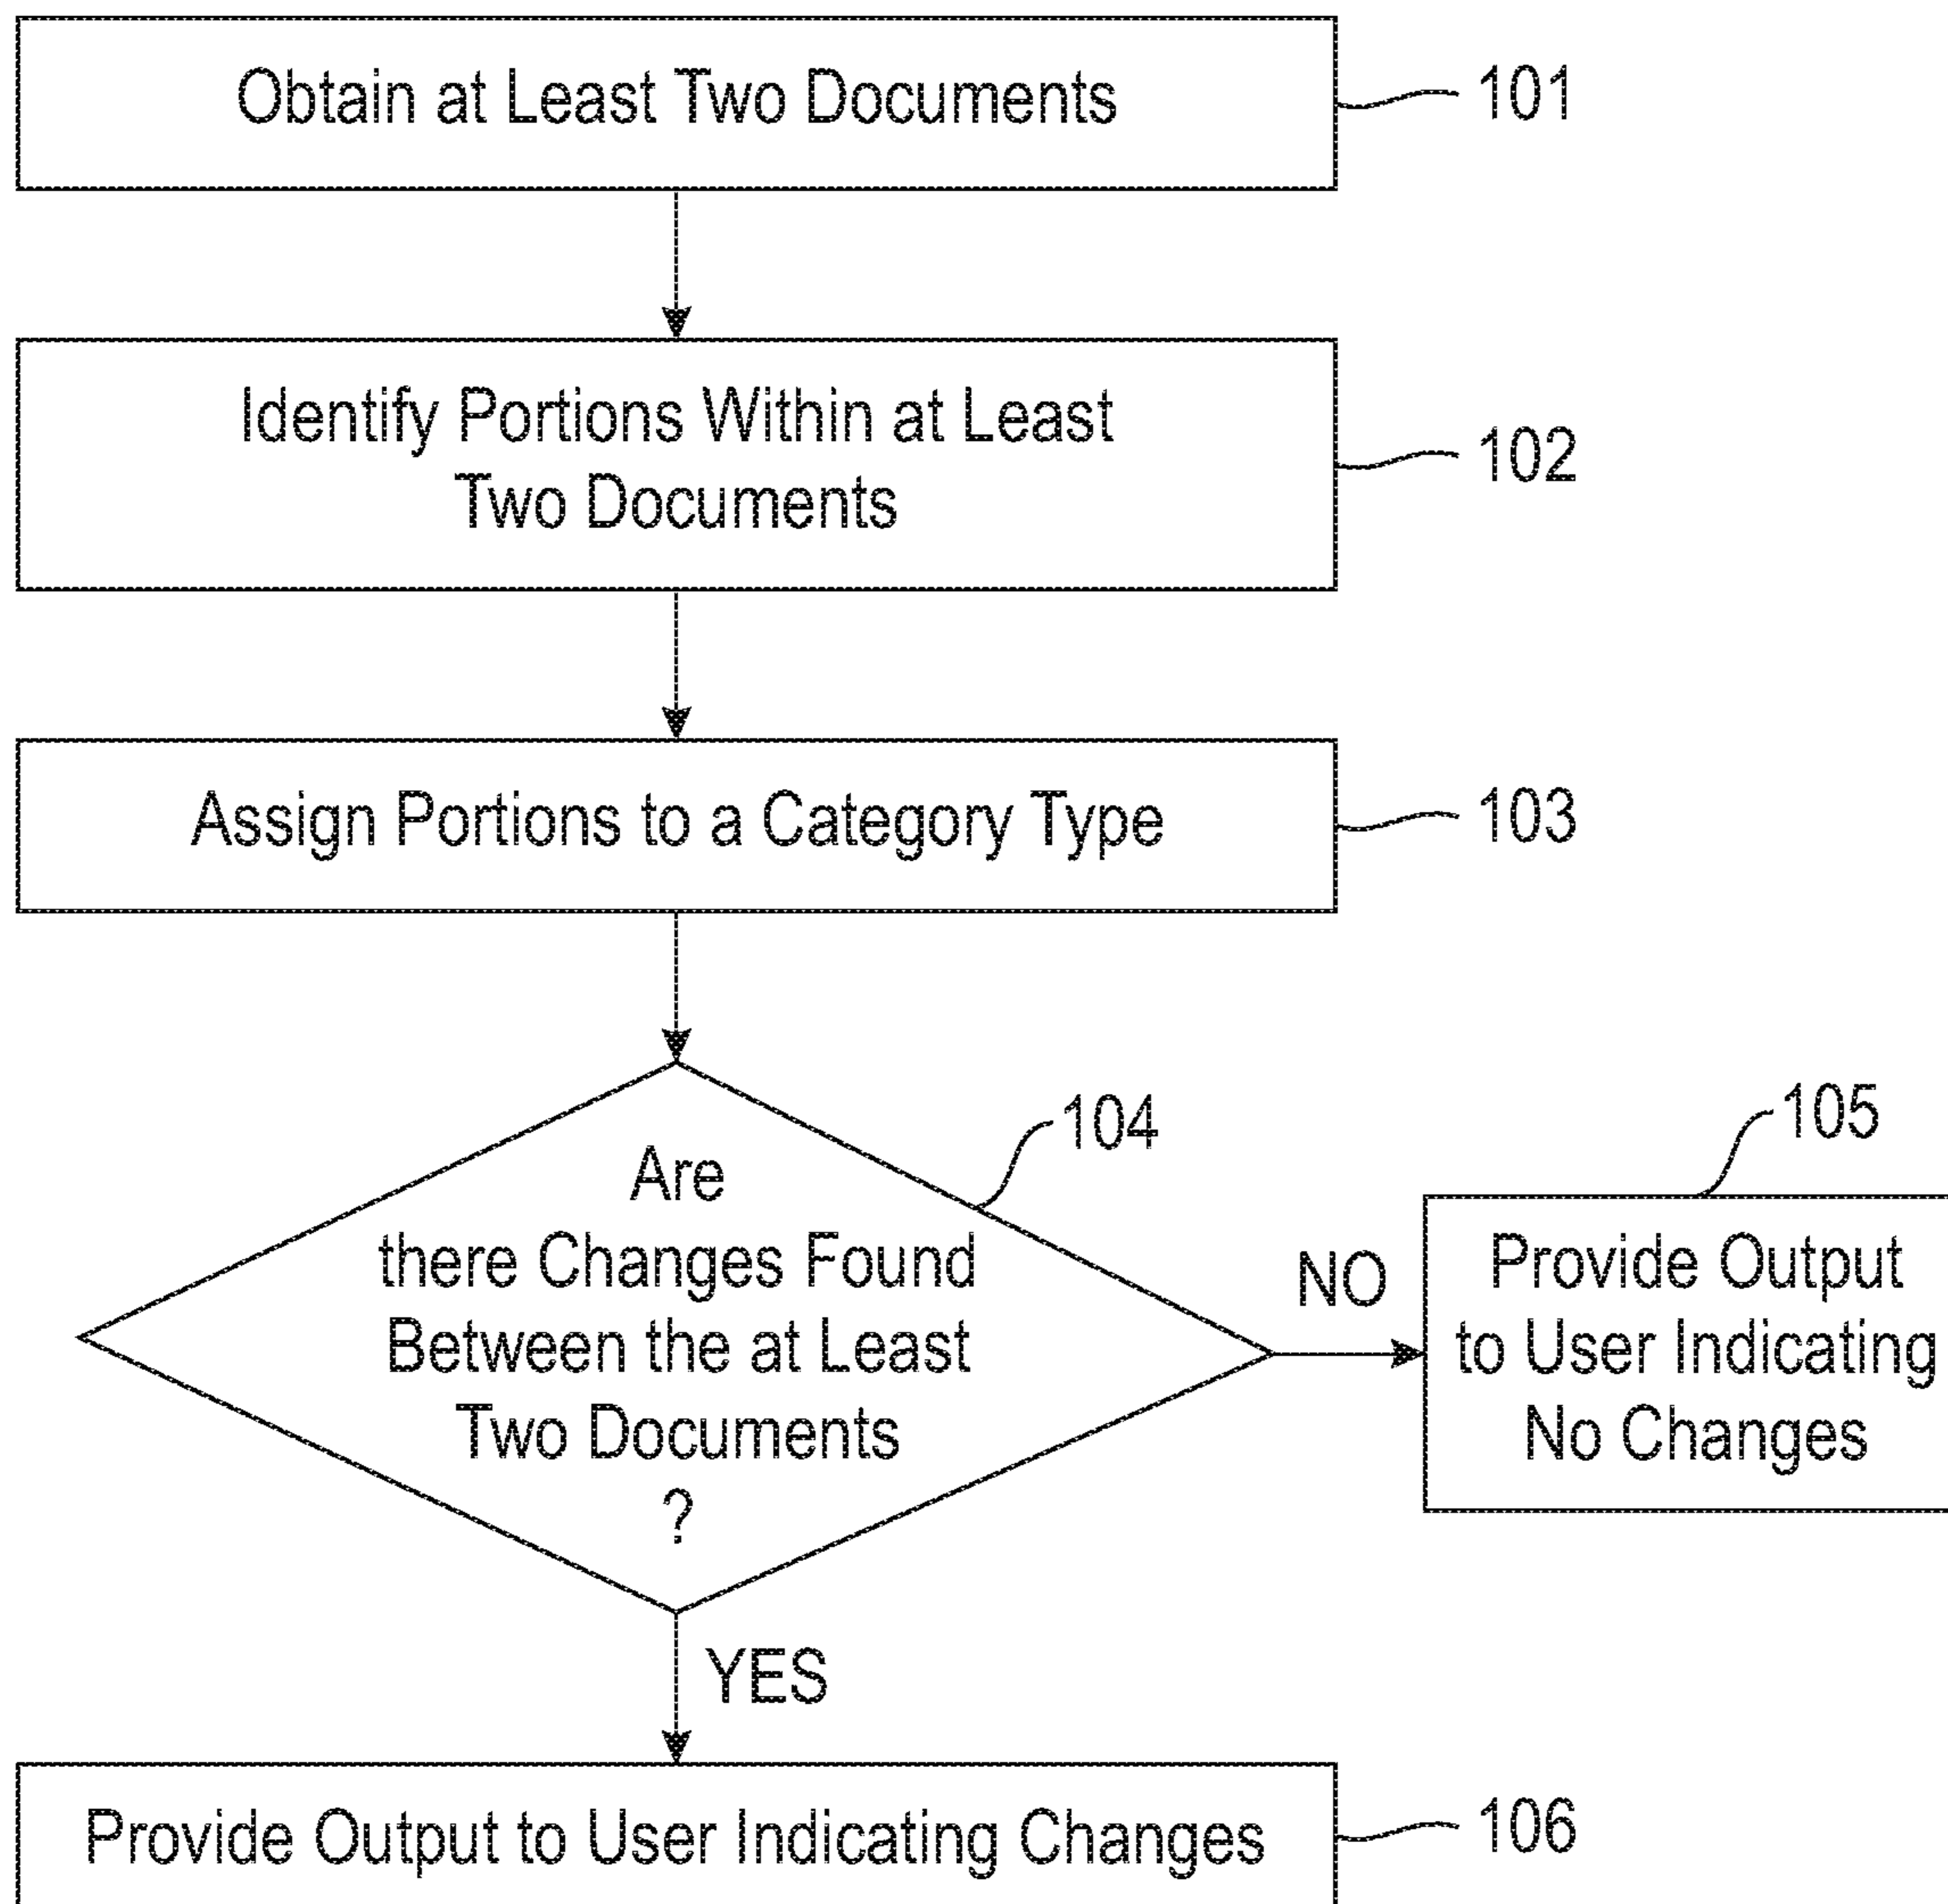 Obtain at Least Two Documents
101
Identify Portions Within at Least
Two Documents
102
Assign Portions to a Category Type
103
Are
there Changes Found
Between the at Least
Two Documents
?
104
NO
105
Provide Output
to User Indicating
No Changes
YES
Provide Output to User Indicating Changes
106